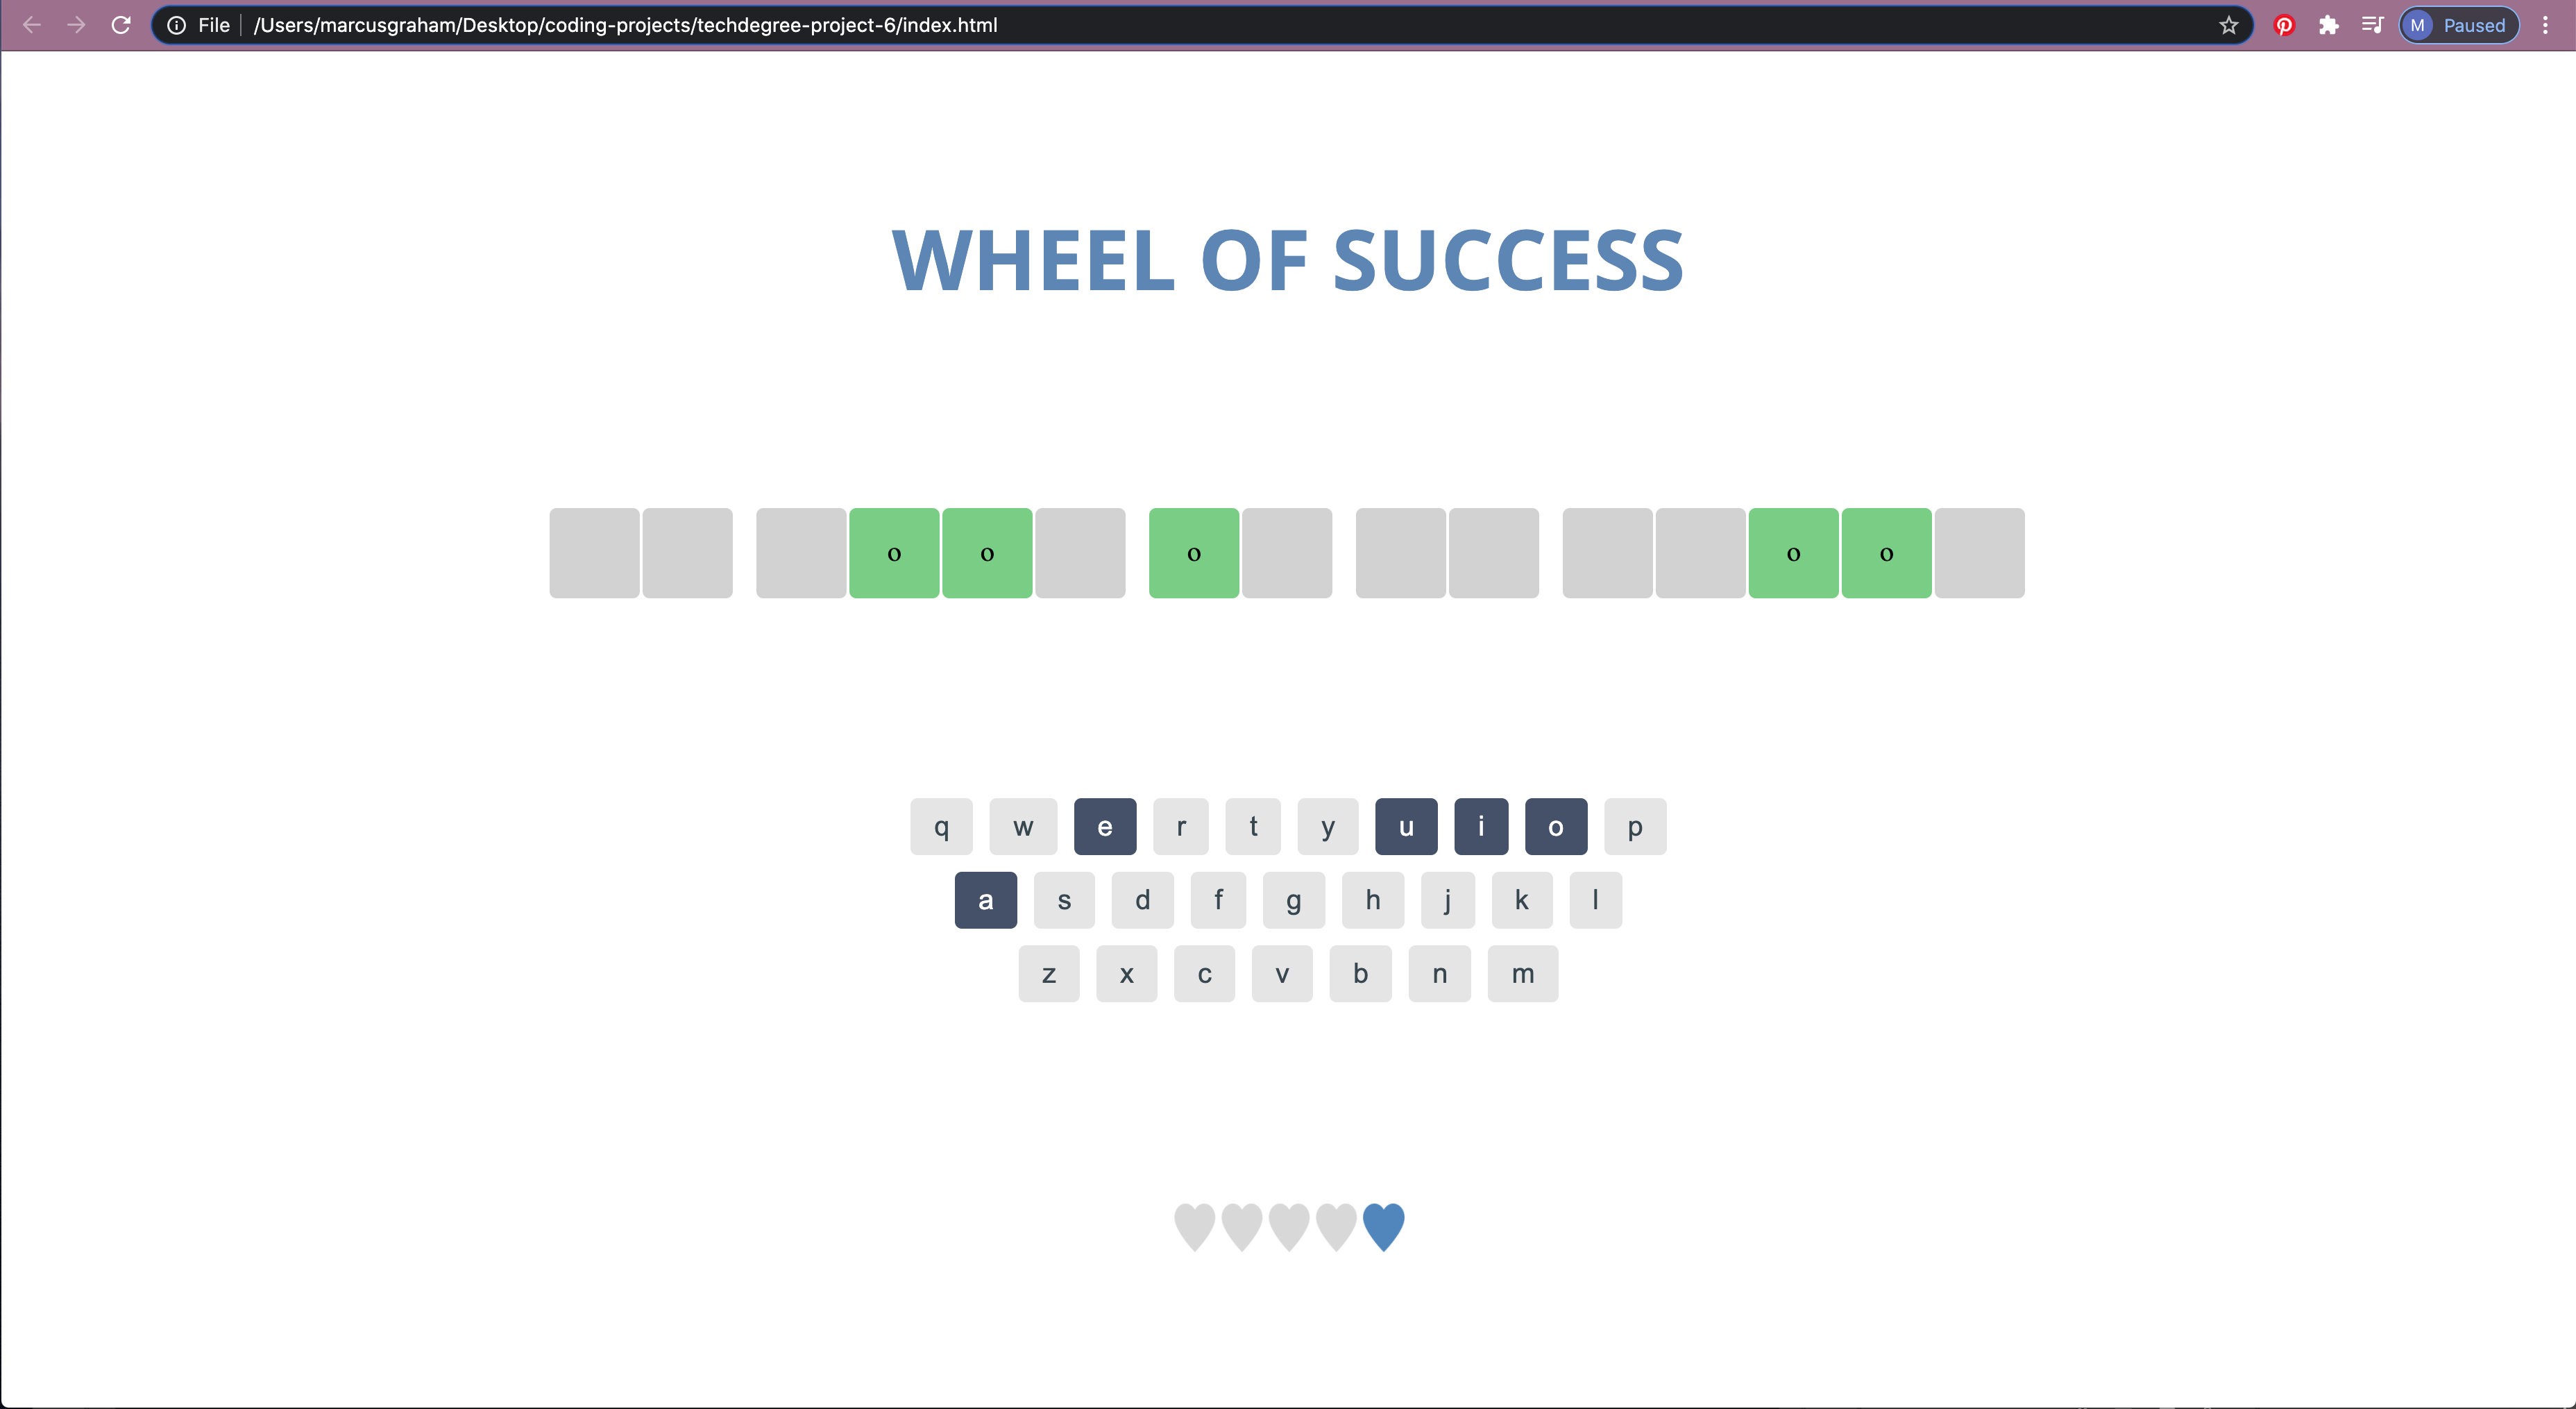 File /Users/marcusgraham/Desktop/coding-projects/techdegree-project-6/index.html M Paused
WHEEL OF SUCCESS
o o o o o
q w e r t y u i o p
a s d f g h j k l
z x c v b n m